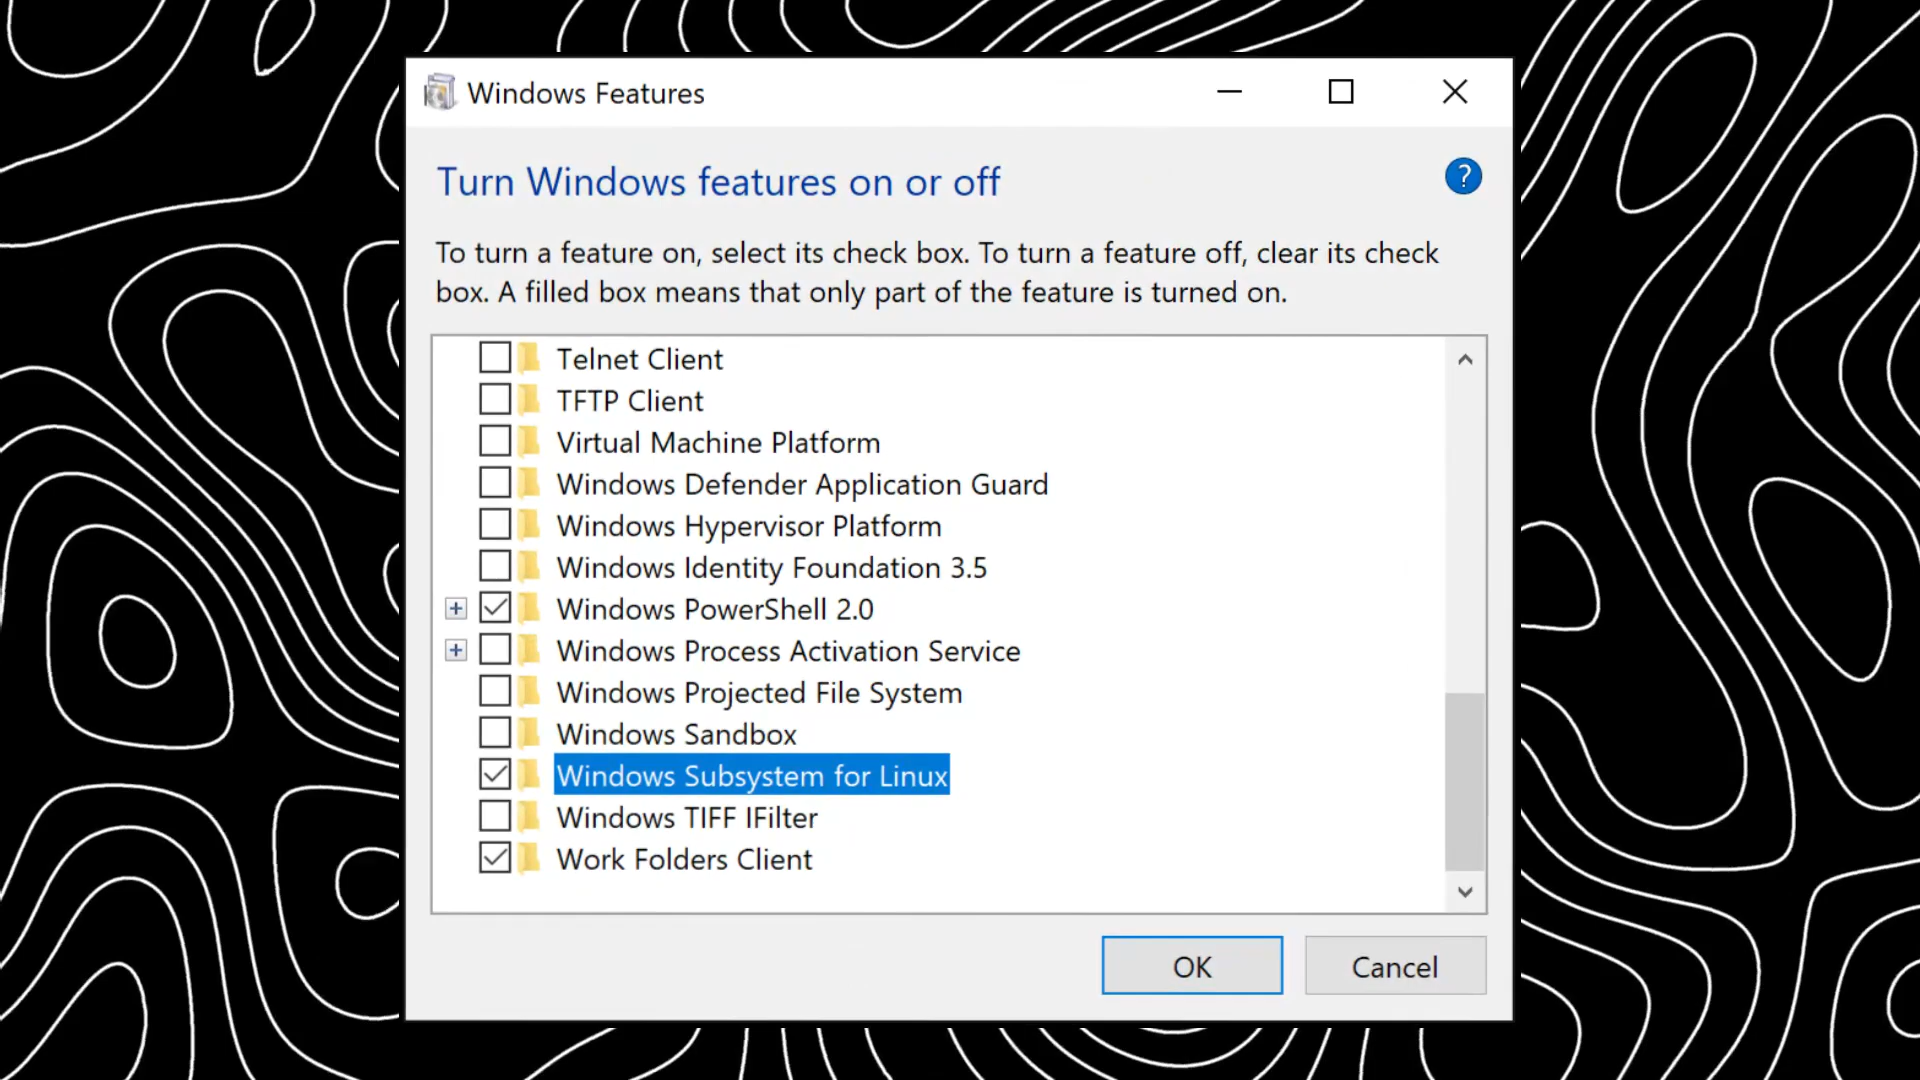 Windows Features
Turn Windows features on or off
?
To turn a feature on, select its check box. To turn a feature off, clear its check
box. A filled box means that only part of the feature is turned on.
Telnet Client
TFTP Client
Virtual Machine Platform
Windows Defender Application Guard
Windows Hypervisor Platform
Windows Identity Foundation 3.5
Windows PowerShell 2.0
Windows Process Activation Service
Windows Projected File System
Windows Sandbox
Windows Subsystem for Linux
Windows TIFF IFilter
Work Folders Client
OK
Cancel